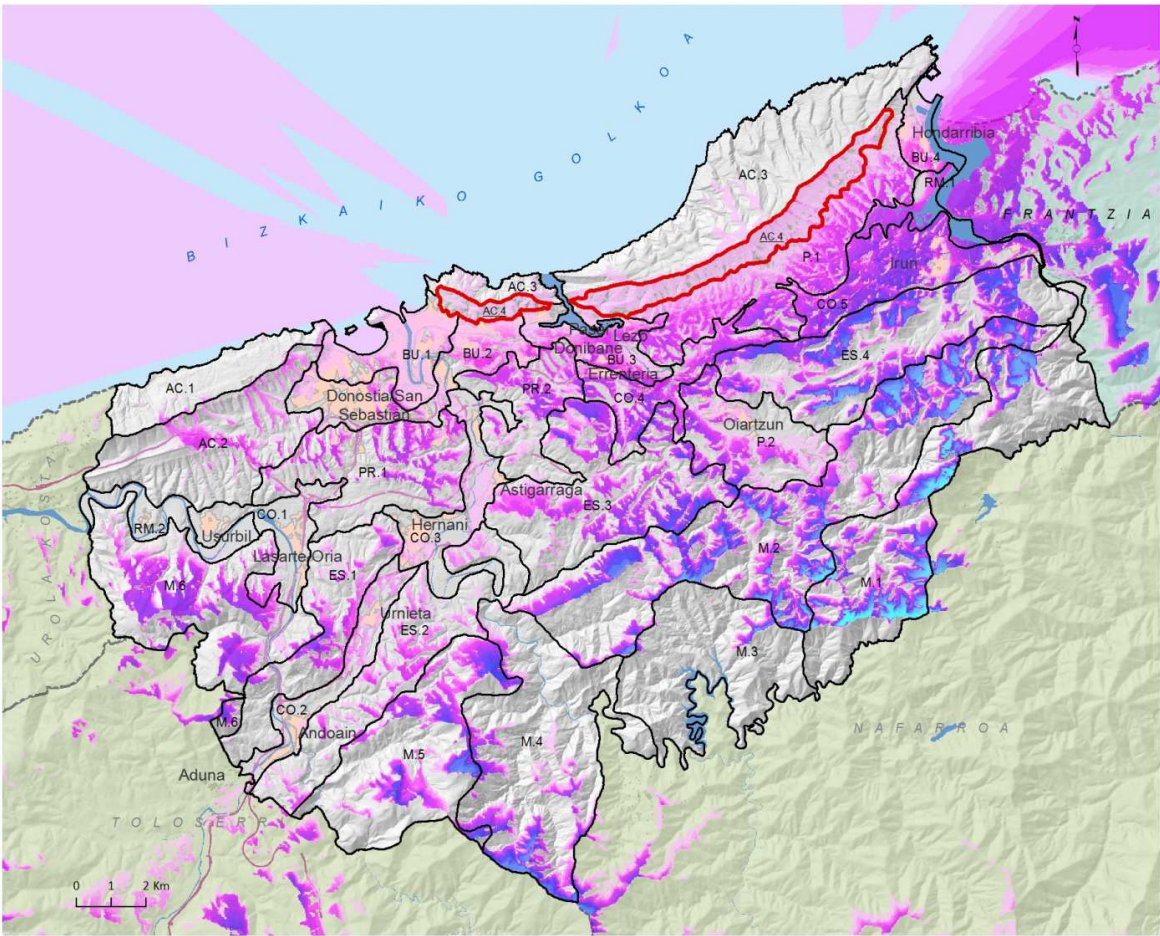 N
BIZKAIKO GOLKOA
Hondarribia
BU.4
RM.1
FRANTZIA
AC.3
AC.4
P.1
Irun
CO.5
AC.3
AC.4
Lezo
Donibane
BU.3
Errenteria
ES.4
BU.1
BU.2
PR.2
CO.4
AC.1
Donostia/San
Sebastián
Oiartzun
P.2
AC.2
PR.1
Astigarraga
ES.3
UROLA KOSTA
RM.2
CO.1
Usurbil
Hernani
CO.3
Lasarte-Oria
M.6
ES.1
M.2
M.1
Urnieta
ES.2
M.3
M.6
CO.2
Andoain
M.5
M.4
NAFARROA
Aduna
0 1 2 Km